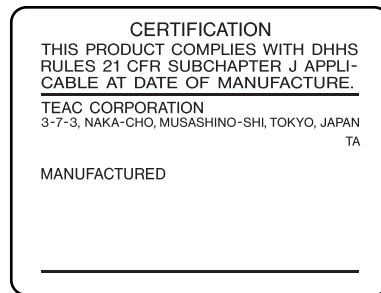 CERTIFICATION
THIS PRODUCT COMPLIES WITH DHHS
RULES 21 CFR SUBCHAPTER J APPLI-
CABLE AT DATE OF MANUFACTURE.
TEAC CORPORATION
3-7-3, NAKA-CHO, MUSASHINO-SHI, TOKYO, JAPAN
TA
MANUFACTURED